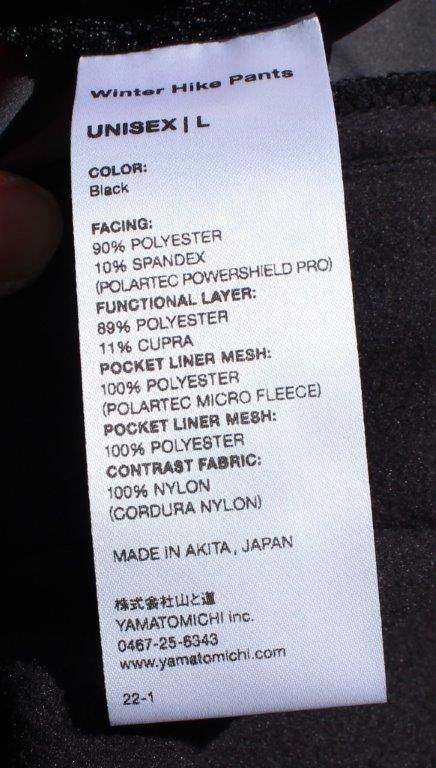 Winter Hike Pants
UNISEX | L
COLOR:
Black
FACING:
90% POLYESTER
10% SPANDEX
(POLARTEC POWERSHIELD PRO)
FUNCTIONAL LAYER:
89% POLYESTER
11% CUPRA
POCKET LINER MESH:
100% POLYESTER
(POLARTEC MICRO FLEECE)
POCKET LINER MESH:
100% POLYESTER
CONTRAST FABRIC:
100% NYLON
(CORDURA NYLON)
MADE IN AKITA, JAPAN
株式会社山と道
YAMATOMICHI inc.
0467-25-6343
www.yamatomichi.com
22-1